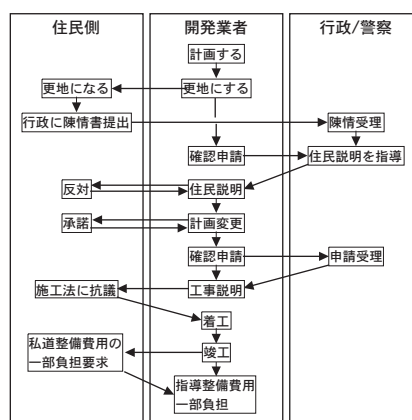 住民側
開発業者
行政/警察
計画する
更地になる
更地にする
行政に陳情書提出
陳情受理
確認申請
住民説明を指導
反対
住民説明
承諾
計画変更
確認申請
申請受理
施工法に抗議
工事説明
着工
私道整備費用の
一部負担要求
竣工
指導整備費用
一部負担